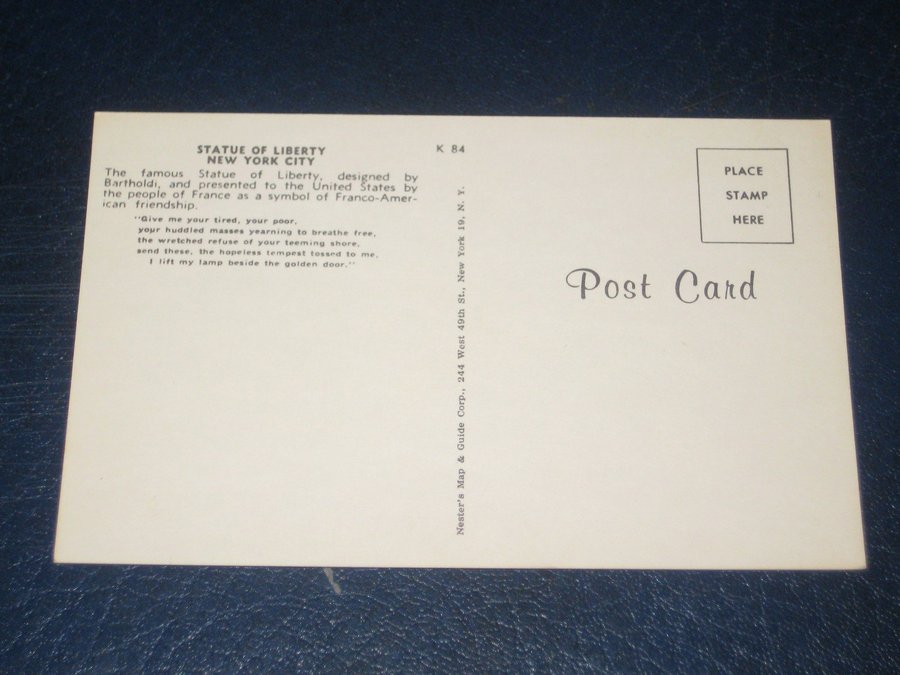 STATUE OF LIBERTY
NEW YORK CITY
The famous Statue of Liberty, designed by
Bartholdi, and presented to the United States by
the people of France as a symbol of Franco-Amer-
ican friendship.
"Give me your tired, your poor,
your huddled masses yearning to breathe free,
the wretched refuse of your teeming shore,
send these, the hopeless tempest tossed to me,
I lift my lamp beside the golden door."
K 84
Nester's Map & Guide Corp., 244 West 49th St., New York 19, N. Y.
PLACE
STAMP
HERE
Post Card